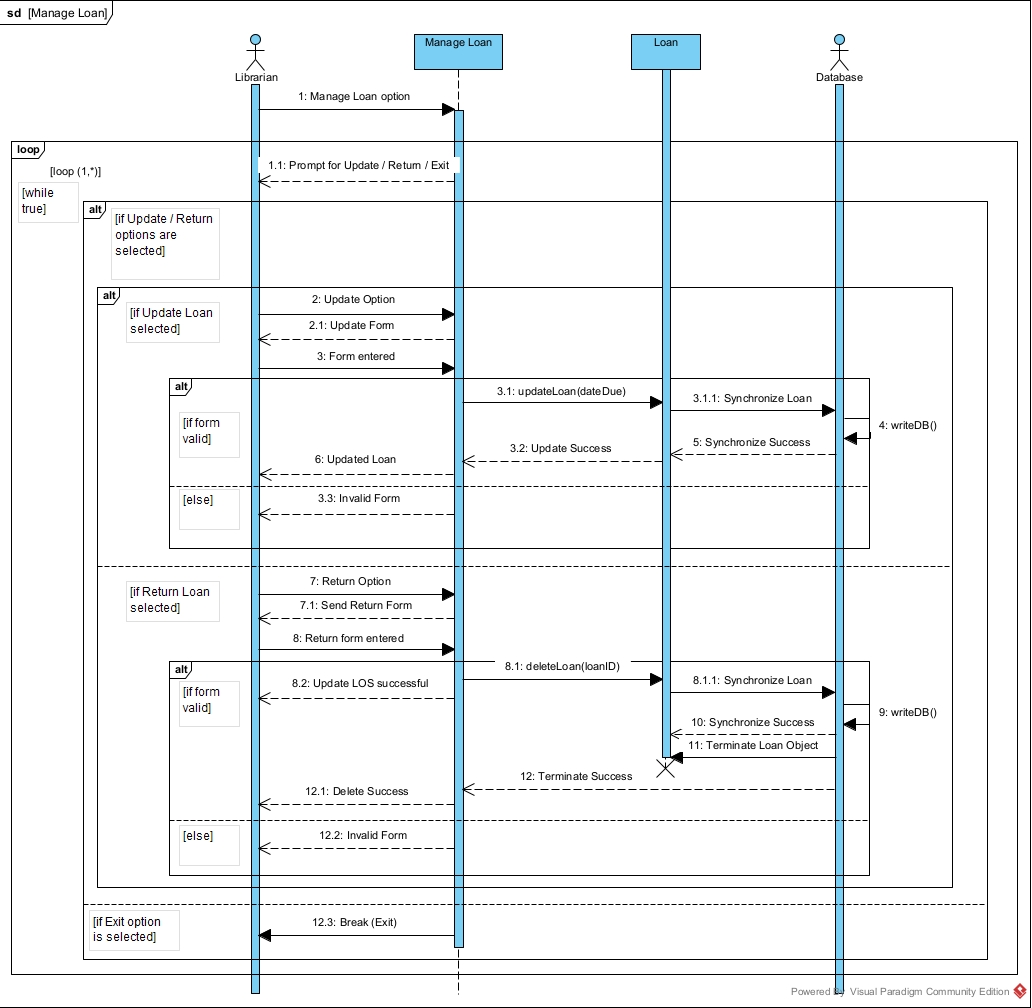 sd [Manage Loan]
Manage Loan
Loan
Librarian
Database
1: Manage Loan option
loop
[loop (1,*)]
1.1: Prompt for Update / Return / Exit
[while
true]
alt
[if Update / Return
options are
selected]
alt
[if Update Loan
selected]
2: Update Option
2.1: Update Form
3: Form entered
alt
3.1: updateLoan(dateDue)
3.1.1: Synchronize Loan
[if form
valid]
4: writeDB()
5: Synchronize Success
3.2: Update Success
6: Updated Loan
[else]
3.3: Invalid Form
[if Return Loan
selected]
7: Return Option
7.1: Send Return Form
8: Return form entered
alt
8.1: deleteLoan(loanID)
8.1.1: Synchronize Loan
[if form
valid]
8.2: Update LOS successful
9: writeDB()
10: Synchronize Success
11: Terminate Loan Object
12: Terminate Success
12.1: Delete Success
[else]
12.2: Invalid Form
[if Exit option
is selected]
12.3: Break (Exit)
Powered By Visual Paradigm Community Edition